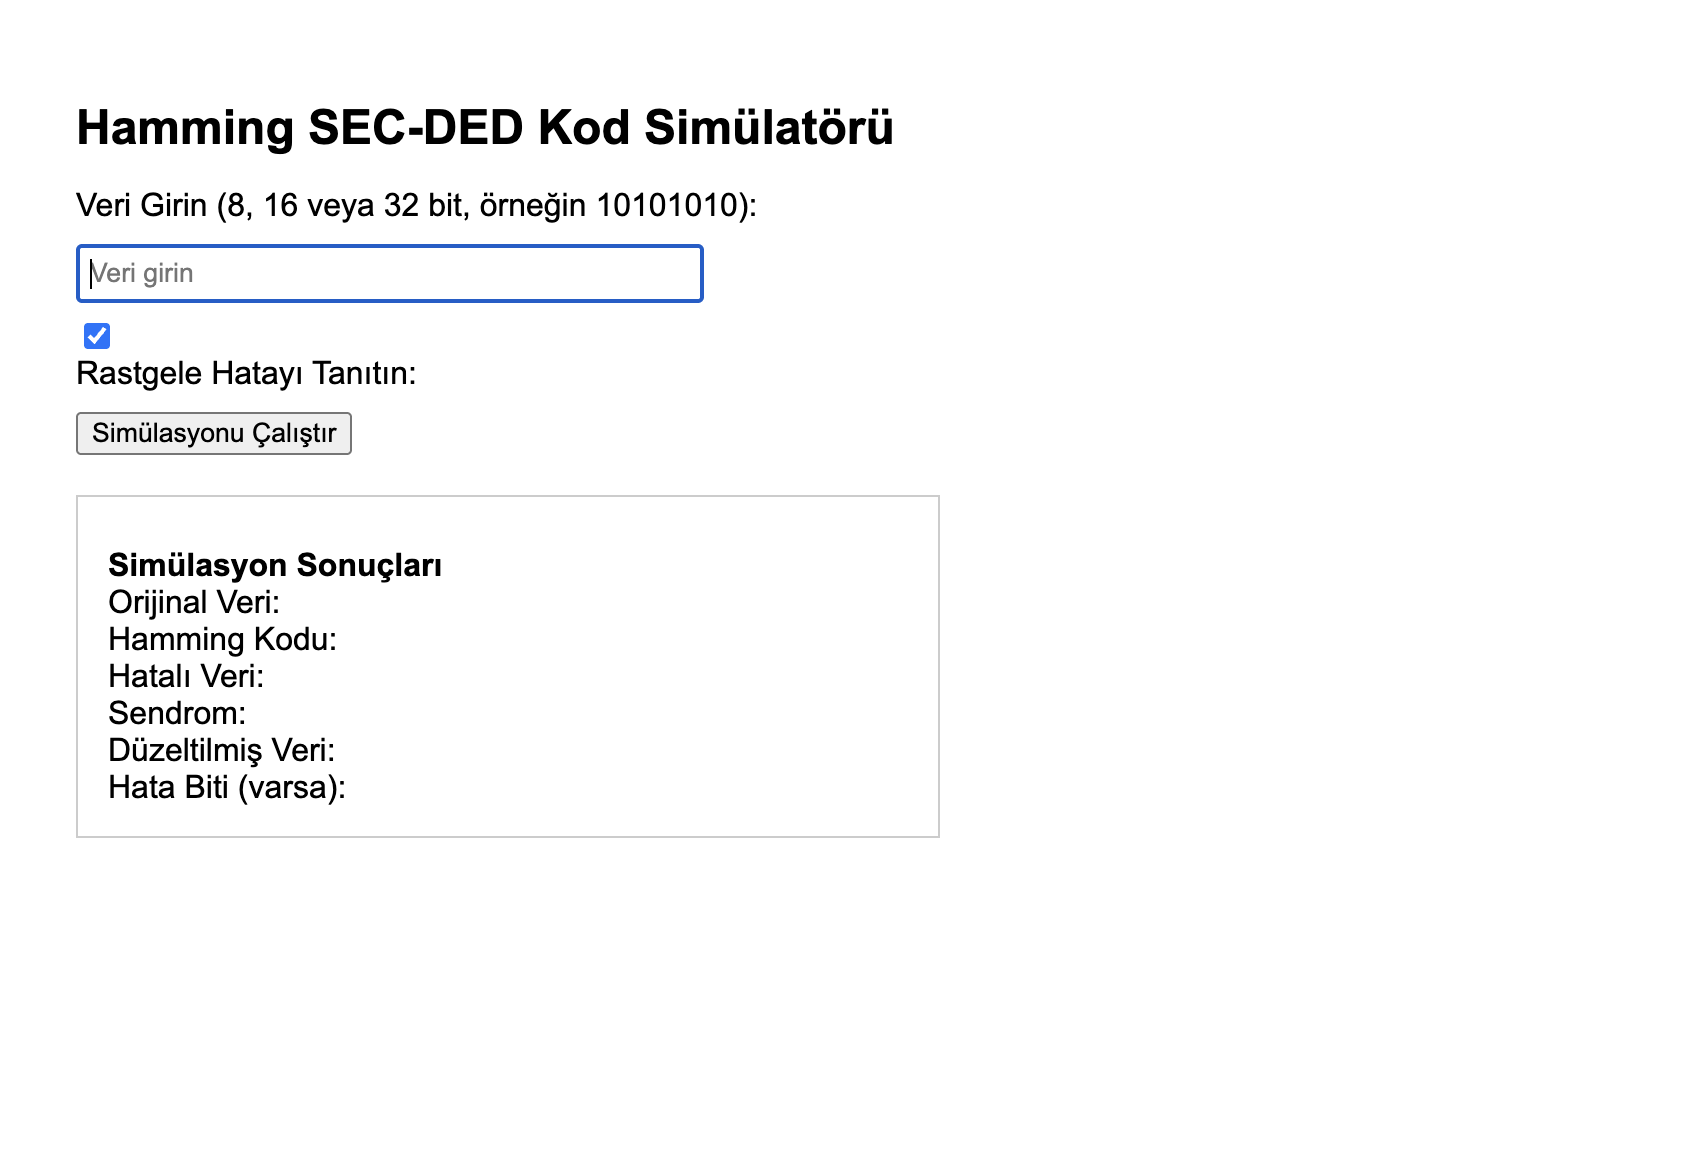 Hamming SEC-DED Kod Simülatörü
Veri Girin (8, 16 veya 32 bit, örneğin 10101010):
Veri girin
Rastgele Hatayı Tanıtın:
Simülasyonu Çalıştır
Simülasyon Sonuçları
Orijinal Veri:
Hamming Kodu:
Hatalı Veri:
Sendrom:
Düzeltilmiş Veri:
Hata Biti (varsa):